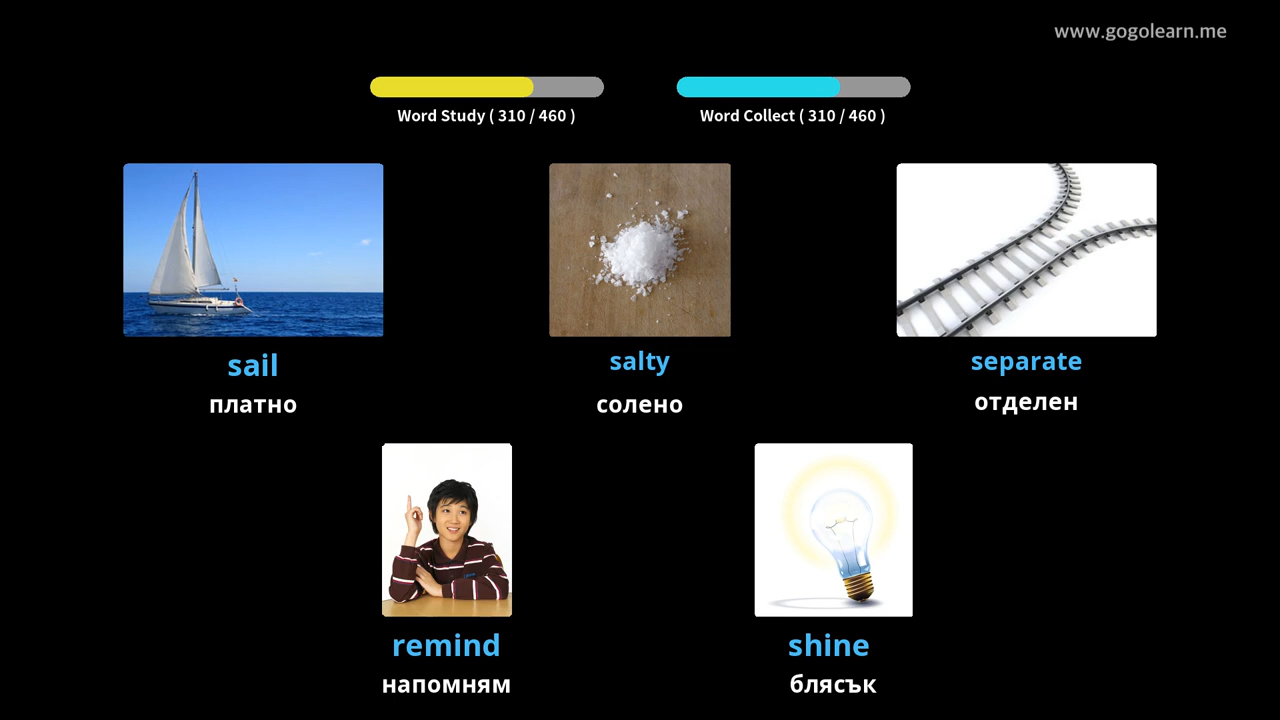 www.gogolearn.me
Word Study ( 310 / 460 )
Word Collect ( 310 / 460 )
sail
платно
salty
солено
separate
отделен
remind
напомням
shine
блясък